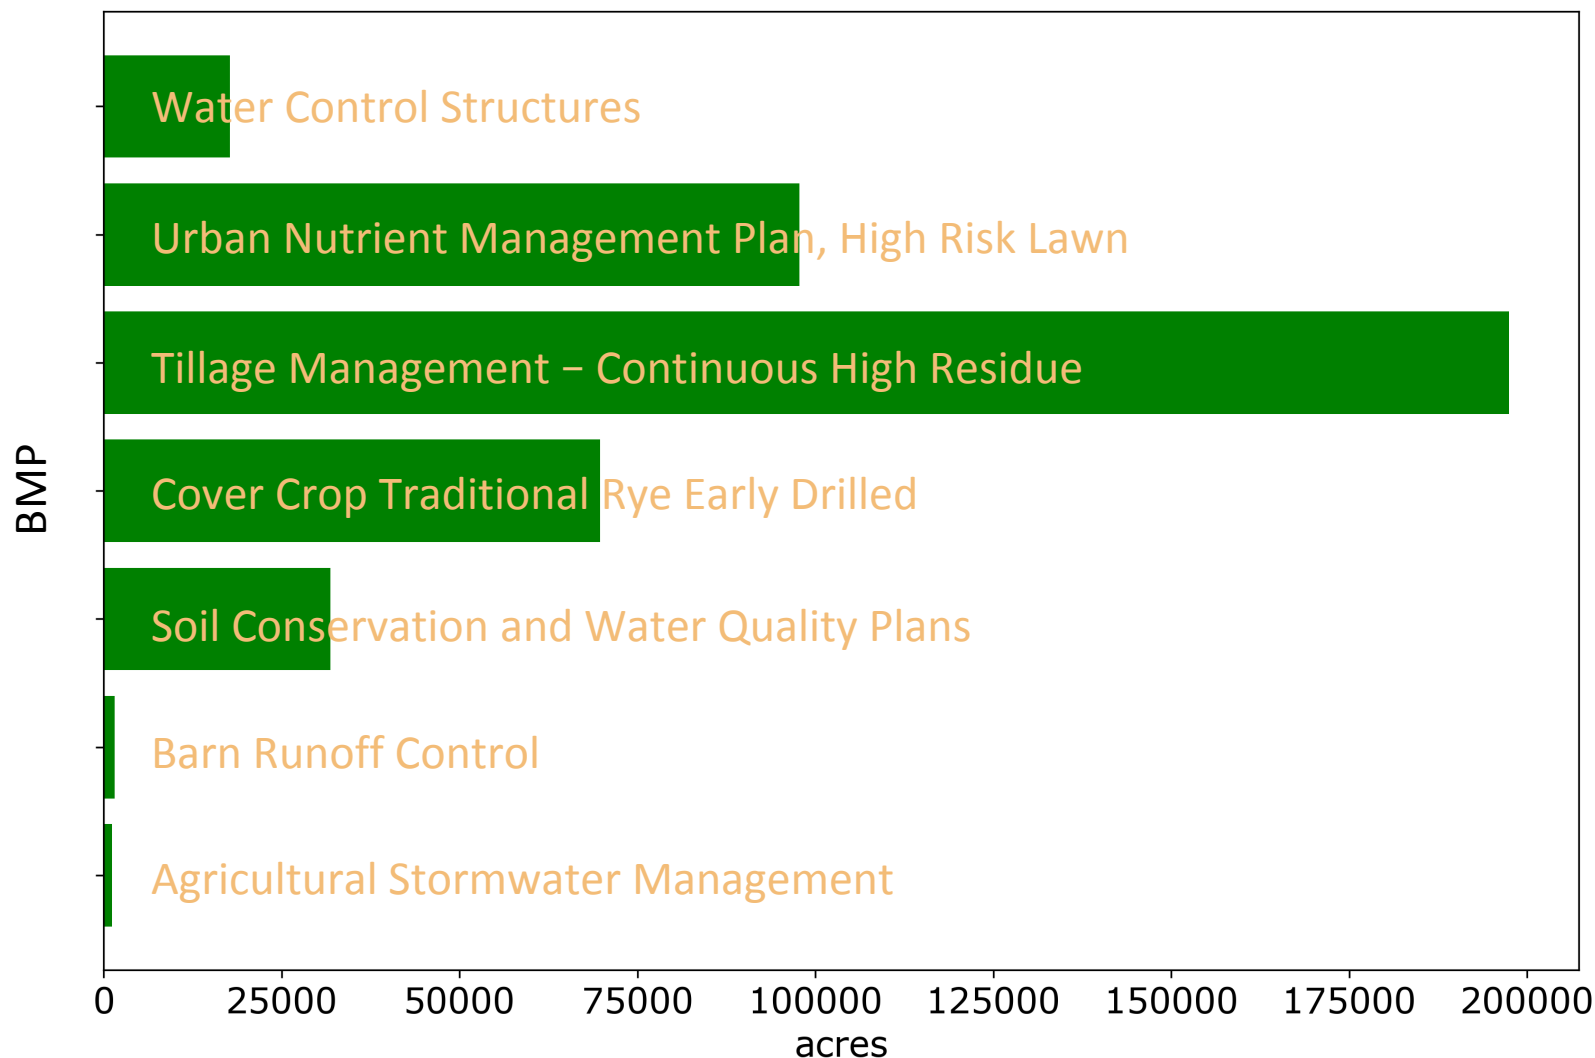 Water Control Structures
Urban Nutrient Management Plan, High Risk Lawn
Tillage Management − Continuous High Residue
Cover Crop Traditional Rye Early Drilled
Soil Conservation and Water Quality Plans
Barn Runoff Control
Agricultural Stormwater Management
BMP
0 25000 50000 75000 100000 125000 150000 175000 200000
acres